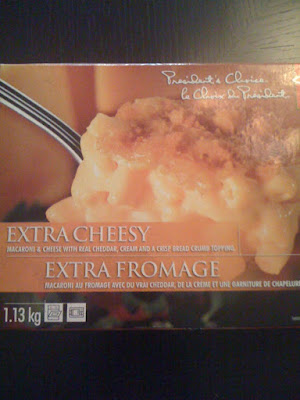 President's Choice
le Choix du Président
EXTRA CHEESY
MACARONI & CHEESE WITH REAL CHEDDAR, CREAM AND A CRISP BREAD CRUMB TOPPING.
EXTRA FROMAGE
MACARONI AU FROMAGE AVEC DU VRAI CHEDDAR, DE LA CRÈME ET UNE GARNITURE DE CHAPELURE
1.13 kg